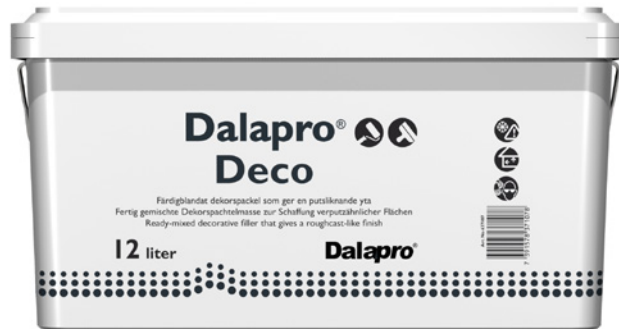 Dalapro®
Deco
Färdigblandat dekorspackel som ger en putsliknande yta
Fertig gemischte Dekorspachtelmasse zur Schaffung verputzähnlicher Flächen
Ready-mixed decorative filler that gives a roughcast-like finish
12 liter
Dalapro®